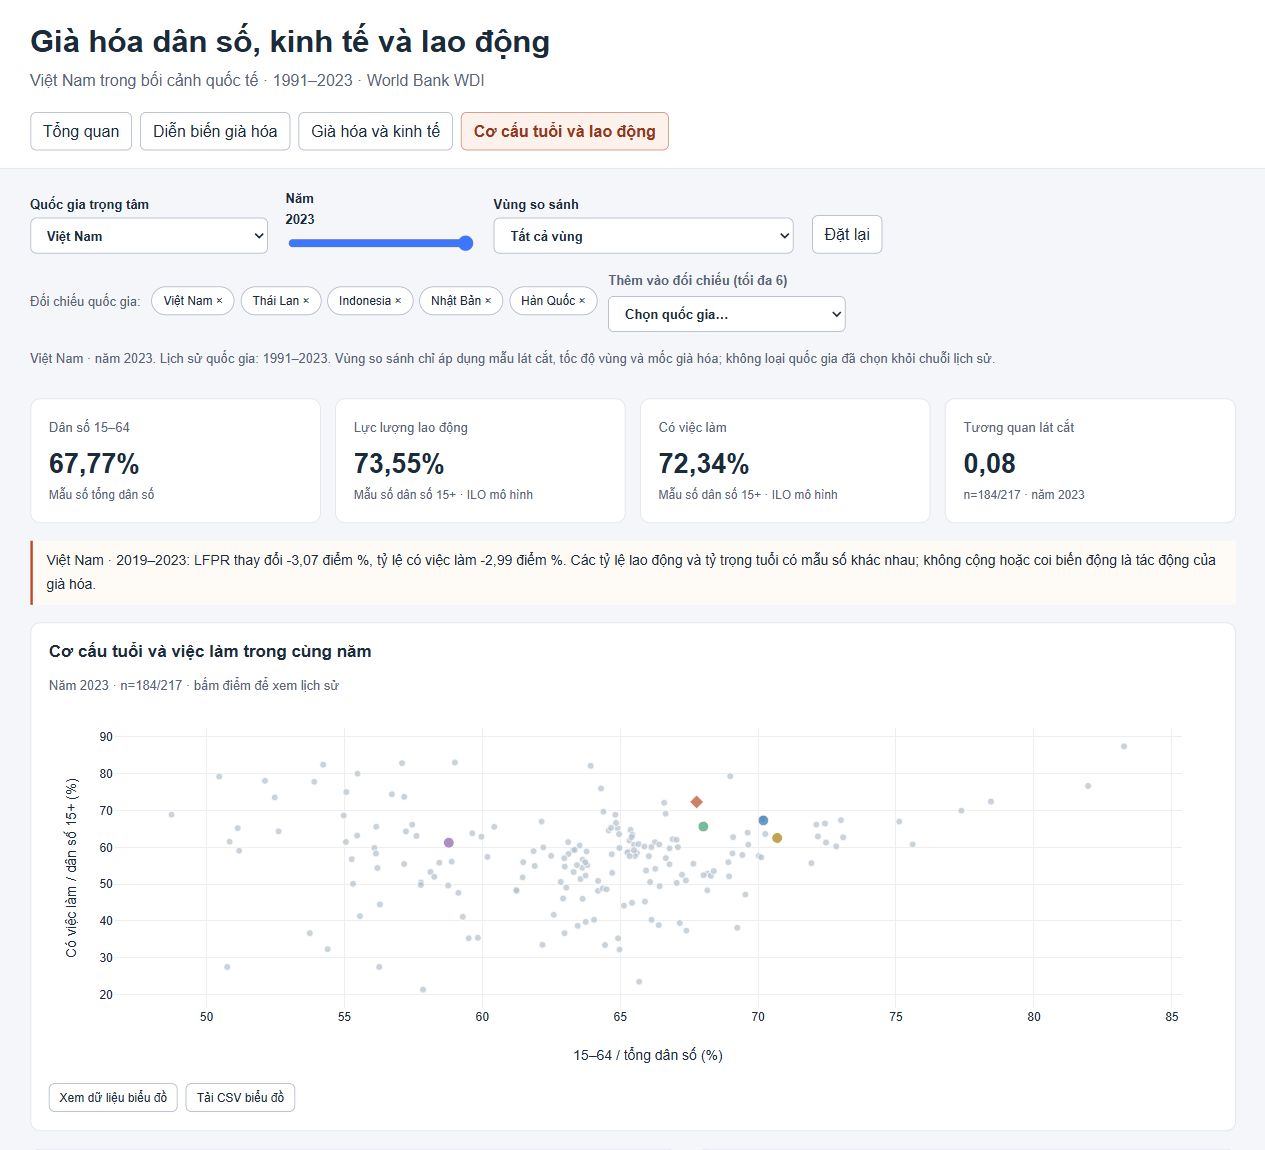 Già hóa dân số, kinh tế và lao động
Việt Nam trong bối cảnh quốc tế · 1991–2023 · World Bank WDI
Tổng quan
Diễn biến già hóa
Già hóa và kinh tế
Cơ cấu tuổi và lao động
Quốc gia trọng tâm
Việt Nam
Năm
2023
Vùng so sánh
Tất cả vùng
Đặt lại
Đối chiếu quốc gia:
Việt Nam ×
Thái Lan ×
Indonesia ×
Nhật Bản ×
Hàn Quốc ×
Thêm vào đối chiếu (tối đa 6)
Chọn quốc gia...
Việt Nam · năm 2023. Lịch sử quốc gia: 1991–2023. Vùng so sánh chỉ áp dụng mẫu lát cắt, tốc độ vùng và mốc già hóa; không loại quốc gia đã chọn khỏi chuỗi lịch sử.
Dân số 15–64
67,77%
Mẫu số tổng dân số
Lực lượng lao động
73,55%
Mẫu số dân số 15+ · ILO mô hình
Có việc làm
72,34%
Mẫu số dân số 15+ · ILO mô hình
Tương quan lát cắt
0,08
n=184/217 · năm 2023
Việt Nam · 2019–2023: LFPR thay đổi -3,07 điểm %, tỷ lệ có việc làm -2,99 điểm %. Các tỷ lệ lao động và tỷ trọng tuổi có mẫu số khác nhau; không cộng hoặc coi biến động là tác động của
già hóa.
Cơ cấu tuổi và việc làm trong cùng năm
Năm 2023 · n=184/217 · bấm điểm để xem lịch sử
Có việc làm / dân số 15+ (%)
90
80
70
60
50
40
30
20
50
55
60
65
70
75
80
85
15–64 / tổng dân số (%)
Xem dữ liệu biểu đồ
Tải CSV biểu đồ